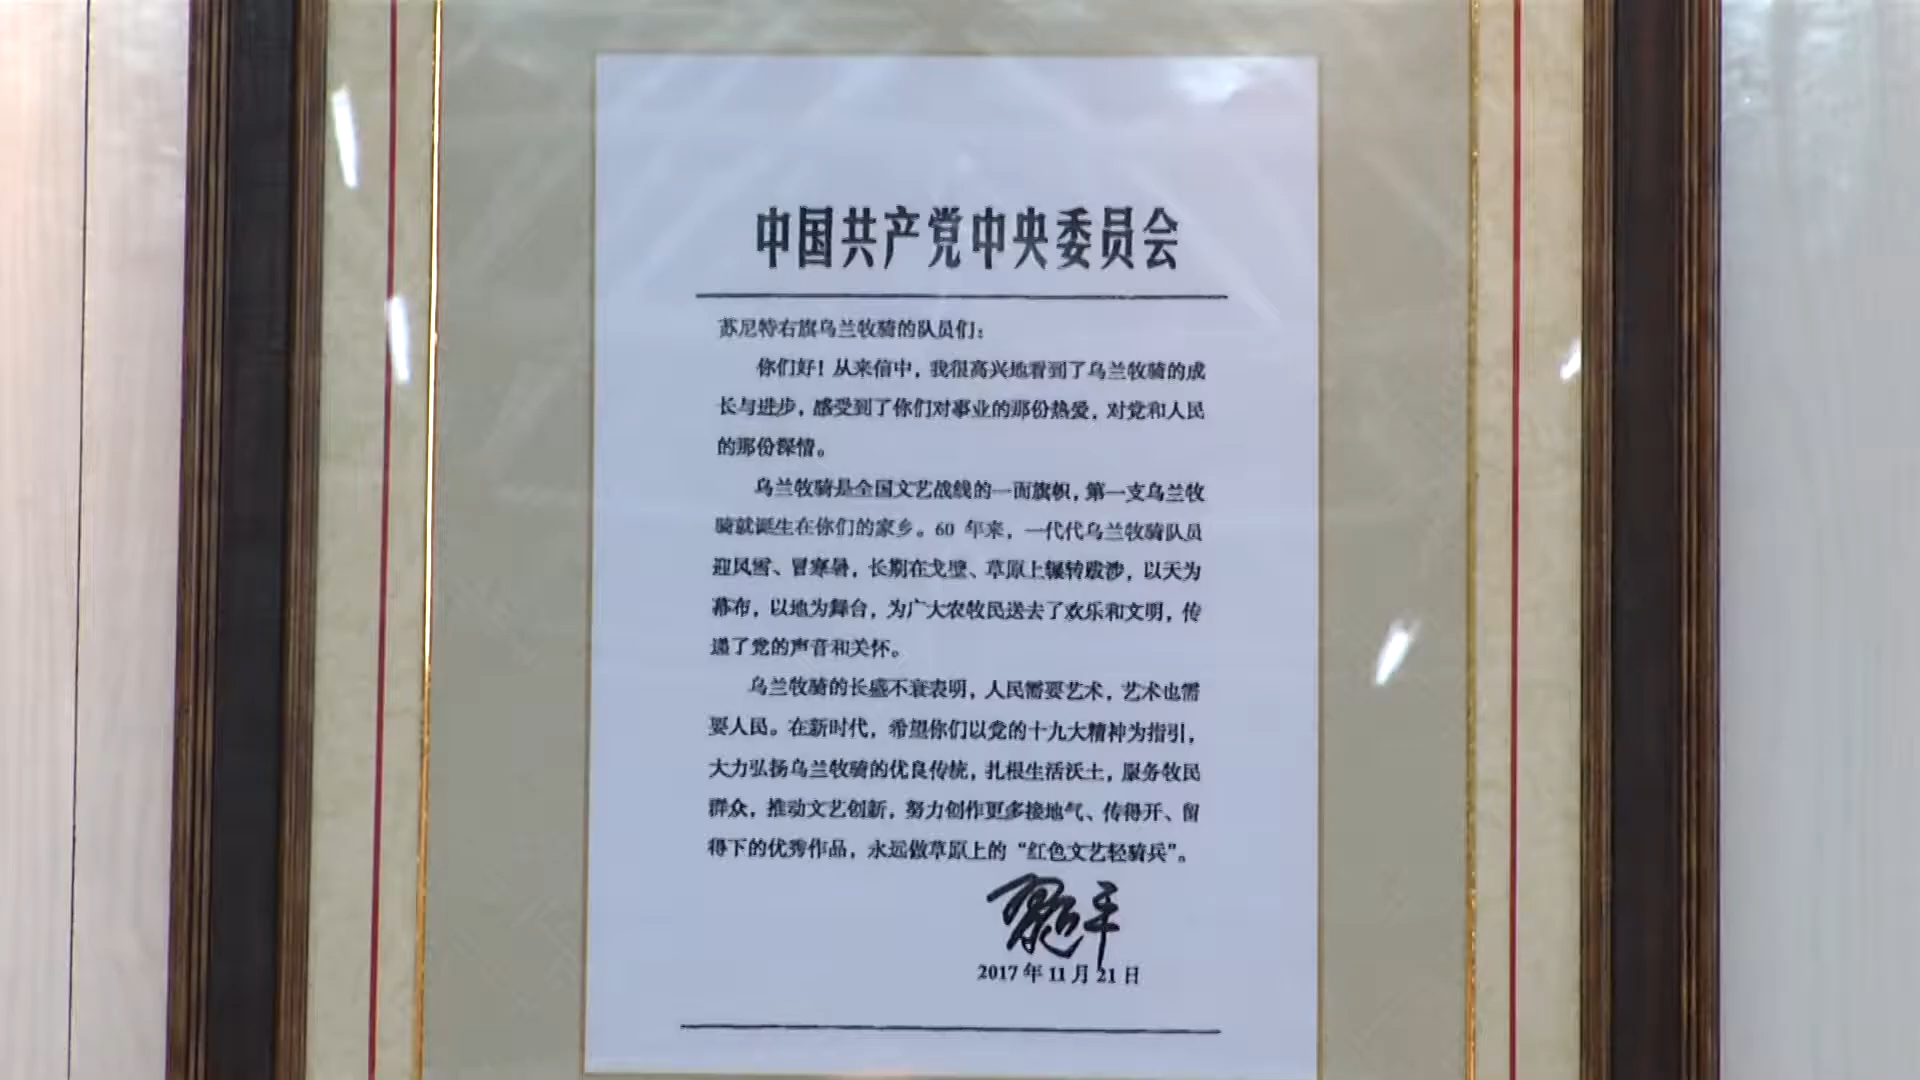 中国共产党中央委员会
苏尼特右旗乌兰牧骑的队员们：
你们好！从来信中，我很高兴地看到了乌兰牧骑的成
长与进步，感受到了你们对事业的那份热爱，对党和人民
的那份深情。
乌兰牧骑是全国文艺战线的一面旗帜，第一支乌兰牧
骑就诞生在你们的家乡。60 年来，一代代乌兰牧骑队员
迎风雪、冒寒暑，长期在戈壁、草原上辗转跋涉，以天为
幕布，以地为舞台，为广大农牧民送去了欢乐和文明，传
递了党的声音和关怀。
乌兰牧骑的长盛不衰表明，人民需要艺术，艺术也需
要人民。在新时代，希望你们以党的十九大精神为指引，
大力弘扬乌兰牧骑的优良传统，扎根生活沃土，服务牧民
群众，推动文艺创新，努力创作更多接地气、传得开、留
得下的优秀作品，永远做草原上的“红色文艺轻骑兵”。
习近平
2017 年 11 月 21 日